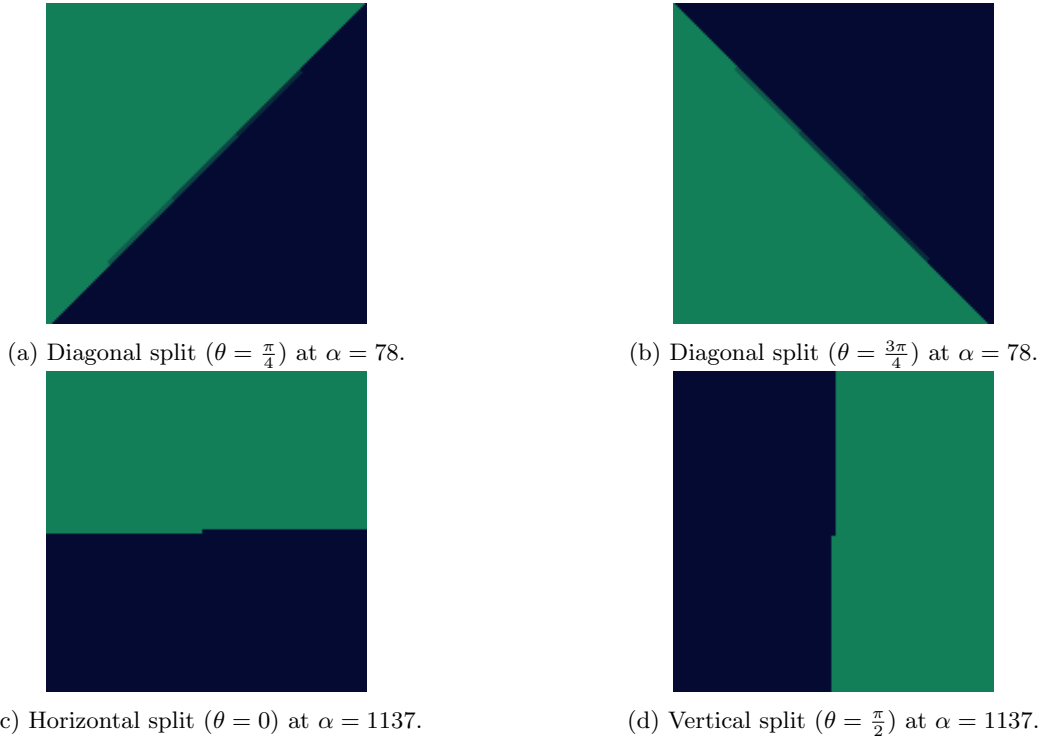 (a) Diagonal split (θ = π/4) at α = 78.
(b) Diagonal split (θ = 3π/4) at α = 78.
c) Horizontal split (θ = 0) at α = 1137.
(d) Vertical split (θ = π/2) at α = 1137.